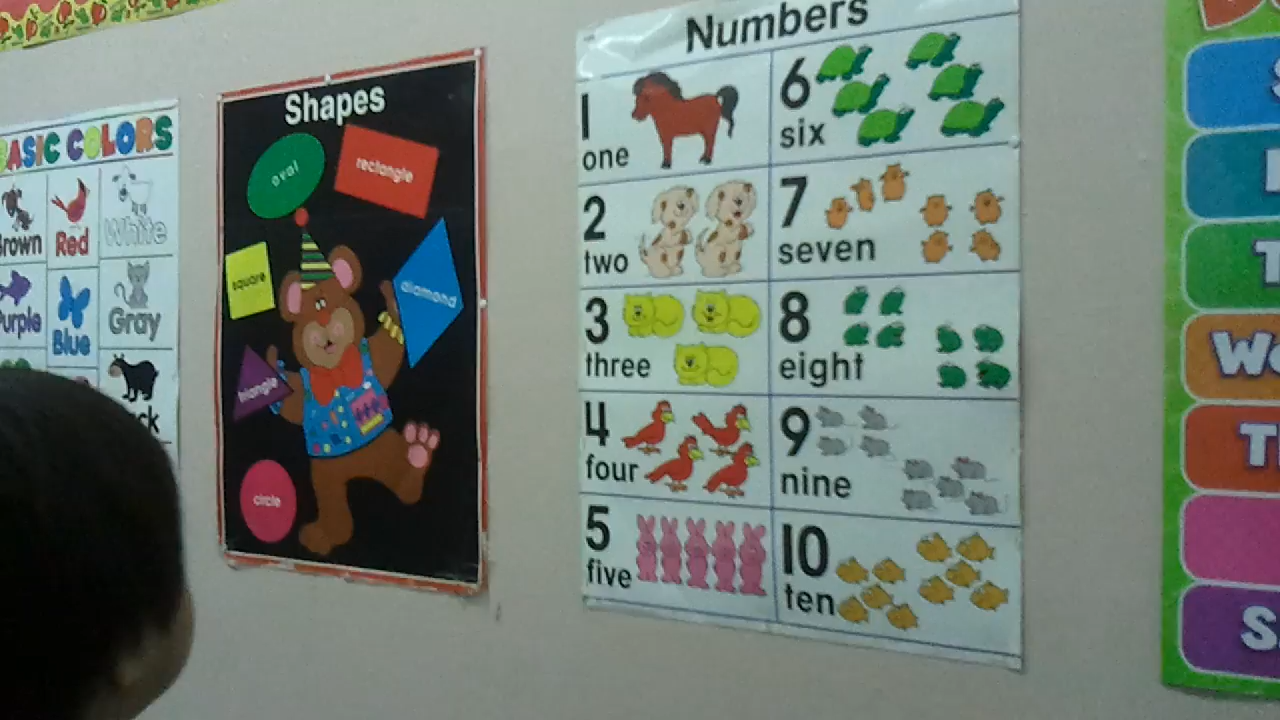 BASIC COLORS
Brown
Red
White
Purple
Blue
Gray
Shapes
oval
rectangle
square
diamond
triangle
circle
Numbers
1
one
2
two
3
three
4
four
5
five
6
six
7
seven
8
eight
9
nine
10
ten